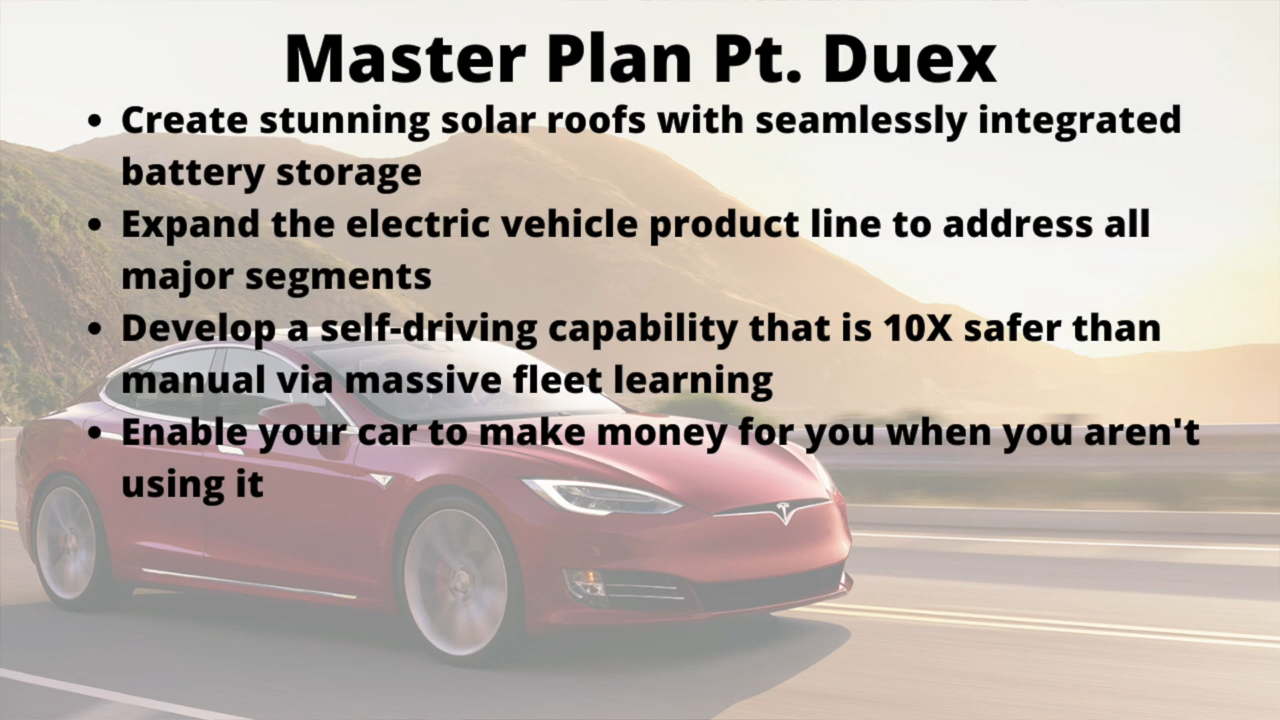 Master Plan Pt. Duex
• Create stunning solar roofs with seamlessly integrated
battery storage
• Expand the electric vehicle product line to address all
major segments
• Develop a self-driving capability that is 10X safer than
manual via massive fleet learning
• Enable your car to make money for you when you aren't
using it